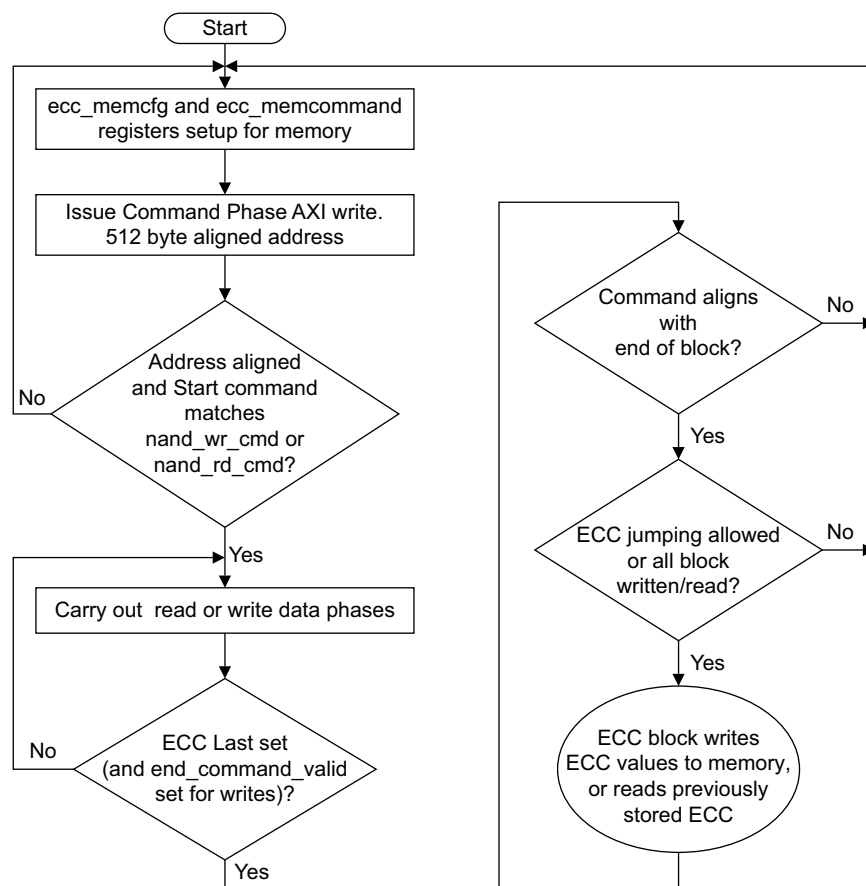 Start
ecc_memcfg and ecc_memcommand
registers setup for memory
Issue Command Phase AXI write.
512 byte aligned address
Address aligned
and Start command
matches
nand_wr_cmd or
nand_rd_cmd?
No
Yes
Carry out  read or write data phases
ECC Last set
(and end_command_valid
set for writes)?
No
Yes
Command aligns
with
end of block?
No
Yes
ECC jumping allowed
or all block
written/read?
No
Yes
ECC block writes
ECC values to memory,
or reads previously
stored ECC